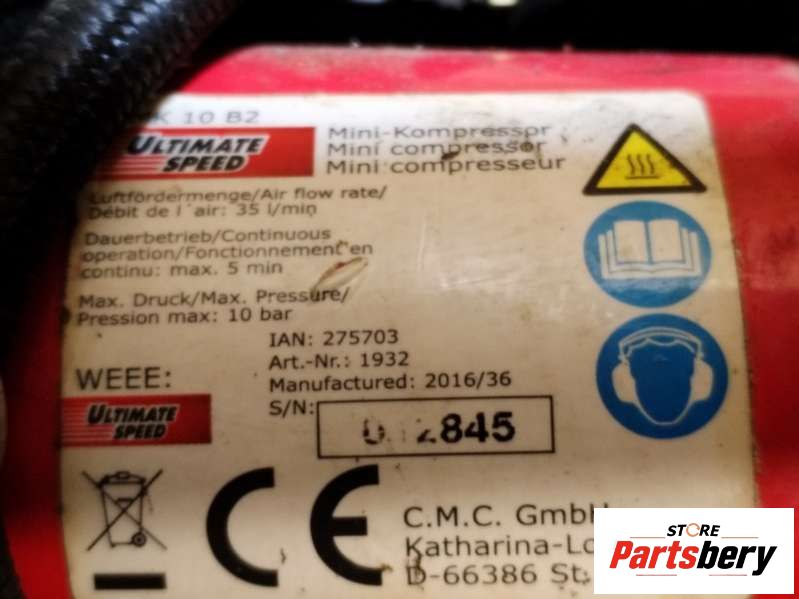 K 10 B2
ULTIMATE SPEED
Mini-Kompressor
Mini compressor
Mini compresseur
Luftfördermenge/Air flow rate/
Débit de l´air: 35 l/min
Dauerbetrieb/Continuous
operation/Fonctionnement en
continu: max. 5 min
Max. Druck/Max. Pressure/
Pression max: 10 bar
IAN: 275703
Art.-Nr.: 1932
Manufactured: 2016/36
WEEE:
S/N:
2845
ULTIMATE SPEED
CE
C.M.C. GmbH
Katharina-Lo
D-66386 St.
STORE
Partsbery